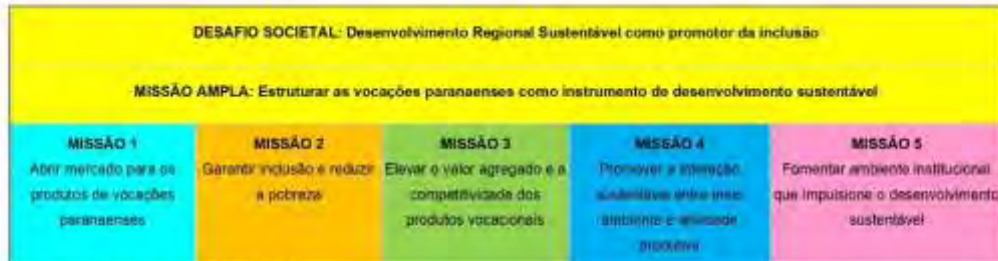 DESAFIO SOCIETAL: Desenvolvimento Regional Sustentável como promotor da inclusão
MISSÃO AMPLA: Estruturar as vocações paranaenses como instrumento de desenvolvimento sustentável
MISSÃO 1
Abrir mercado para os
produtos de vocações
paranaenses
MISSÃO 2
Garantir inclusão e reduzir
a pobreza
MISSÃO 3
Elevar o valor agregado e a
competitividade dos
produtos vocacionais
MISSÃO 4
Promover a interação
sustentável entre meio
ambiente e atividade
produtiva
MISSÃO 5
Fomentar ambiente institucional
que impulsione o desenvolvimento
sustentável